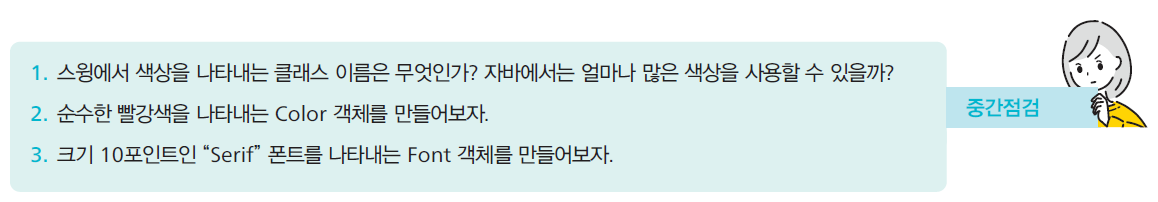 1. 스윙에서 색상을 나타내는 클래스 이름은 무엇인가? 자바에서는 얼마나 많은 색상을 사용할 수 있을까?
2. 순수한 빨강색을 나타내는 Color 객체를 만들어보자.
3. 크기 10포인트인 “Serif” 폰트를 나타내는 Font 객체를 만들어보자.
중간점검